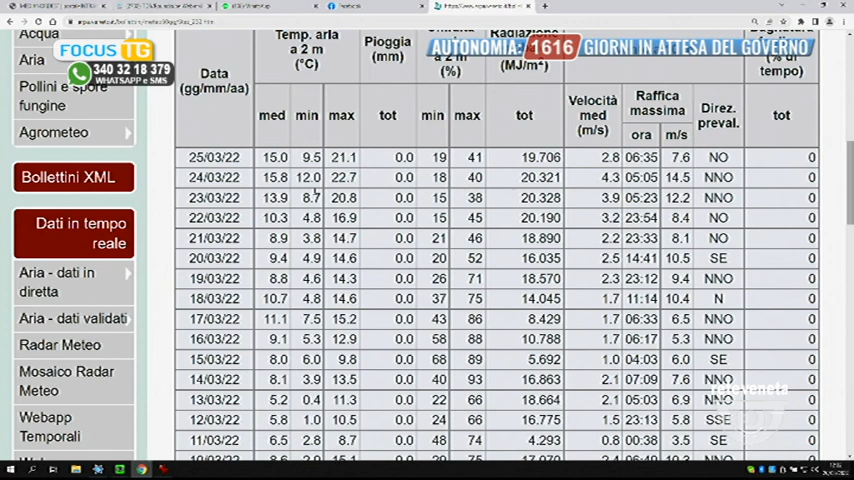 Facebook
Acqua
Aria
Pollini e spore
fungine
Agrometeo
Bollettini XML
Dati in tempo
reale
Aria - dati in
diretta
Aria - dati validati
Radar Meteo
Mosaico Radar
Meteo
Webapp
Temporali
FOCUS TG
340 32 18 379
WHATSAPP e SMS
AUTONOMIA: 1616 GIORNI IN ATTESA DEL GOVERNO
Data
(gg/mm/aa)
Temp. aria
a 2 m
(°C)
Pioggia
(mm)
a 2 m
(%)
Radiazione
(MJ/m²)
Velocità
med
(m/s)
Raffica
massima
Direz.
preval.
(% di
tempo)
med min max tot min max tot ora m/s tot
25/03/22 15.0 9.5 21.1 0.0 19 41 19.706 2.8 06:35 7.6 NO 0
24/03/22 15.8 12.0 22.7 0.0 18 40 20.321 4.3 05:05 14.5 NNO 0
23/03/22 13.9 8.7 20.8 0.0 15 38 20.328 3.9 05:23 12.2 NNO 0
22/03/22 10.3 4.8 16.9 0.0 15 45 20.190 3.2 23:54 8.4 NO 0
21/03/22 8.9 3.8 14.7 0.0 21 46 18.890 2.2 23:33 8.1 NO 0
20/03/22 9.4 4.9 14.6 0.0 20 52 16.035 2.5 14:41 10.5 SE 0
19/03/22 8.8 4.6 14.3 0.0 26 71 18.570 2.3 23:12 9.4 NNO 0
18/03/22 10.7 4.8 14.6 0.0 37 75 14.045 1.7 11:14 10.4 N 0
17/03/22 11.1 7.5 15.2 0.0 43 86 8.429 1.7 06:33 6.5 NNO 0
16/03/22 9.1 5.3 12.9 0.0 58 88 10.788 1.7 06:17 5.3 NNO 0
15/03/22 8.0 6.0 9.8 0.0 68 89 5.692 1.0 04:03 6.0 SE 0
14/03/22 8.1 3.9 13.5 0.0 40 93 16.863 2.1 07:09 7.6 NNO 0
13/03/22 5.2 0.4 11.3 0.0 22 66 18.664 2.1 05:03 6.9 NNO 0
12/03/22 5.8 1.0 10.5 0.0 24 66 16.775 1.5 23:13 5.8 SSE 0
11/03/22 6.5 2.8 8.7 0.0 48 74 4.293 0.8 00:38 3.5 SE 0
reteveneta